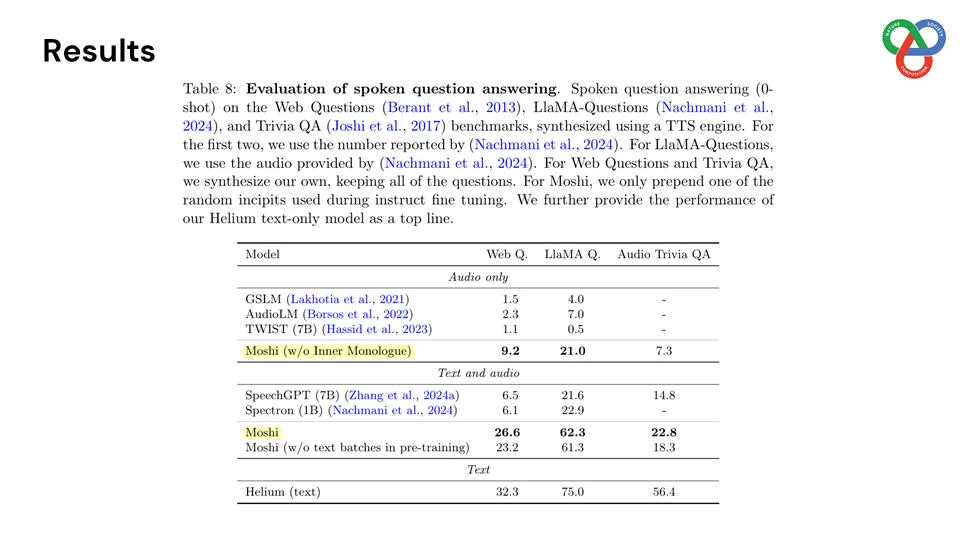 Results
NATURE
SOCIETY
COMPUTATION
Table 8: Evaluation of spoken question answering. Spoken question answering (0-
shot) on the Web Questions (Berant et al., 2013), LlaMA-Questions (Nachmani et al.,
2024), and Trivia QA (Joshi et al., 2017) benchmarks, synthesized using a TTS engine. For
the first two, we use the number reported by (Nachmani et al., 2024). For LlaMA-Questions,
we use the audio provided by (Nachmani et al., 2024). For Web Questions and Trivia QA,
we synthesize our own, keeping all of the questions. For Moshi, we only prepend one of the
random incipits used during instruct fine tuning. We further provide the performance of
our Helium text-only model as a top line.
Model Web Q. LlaMA Q. Audio Trivia QA
Audio only
GSLM (Lakhotia et al., 2021) 1.5 4.0 -
AudioLM (Borsos et al., 2022) 2.3 7.0 -
TWIST (7B) (Hassid et al., 2023) 1.1 0.5 -
Moshi (w/o Inner Monologue) 9.2 21.0 7.3
Text and audio
SpeechGPT (7B) (Zhang et al., 2024a) 6.5 21.6 14.8
Spectron (1B) (Nachmani et al., 2024) 6.1 22.9 -
Moshi 26.6 62.3 22.8
Moshi (w/o text batches in pre-training) 23.2 61.3 18.3
Text
Helium (text) 32.3 75.0 56.4